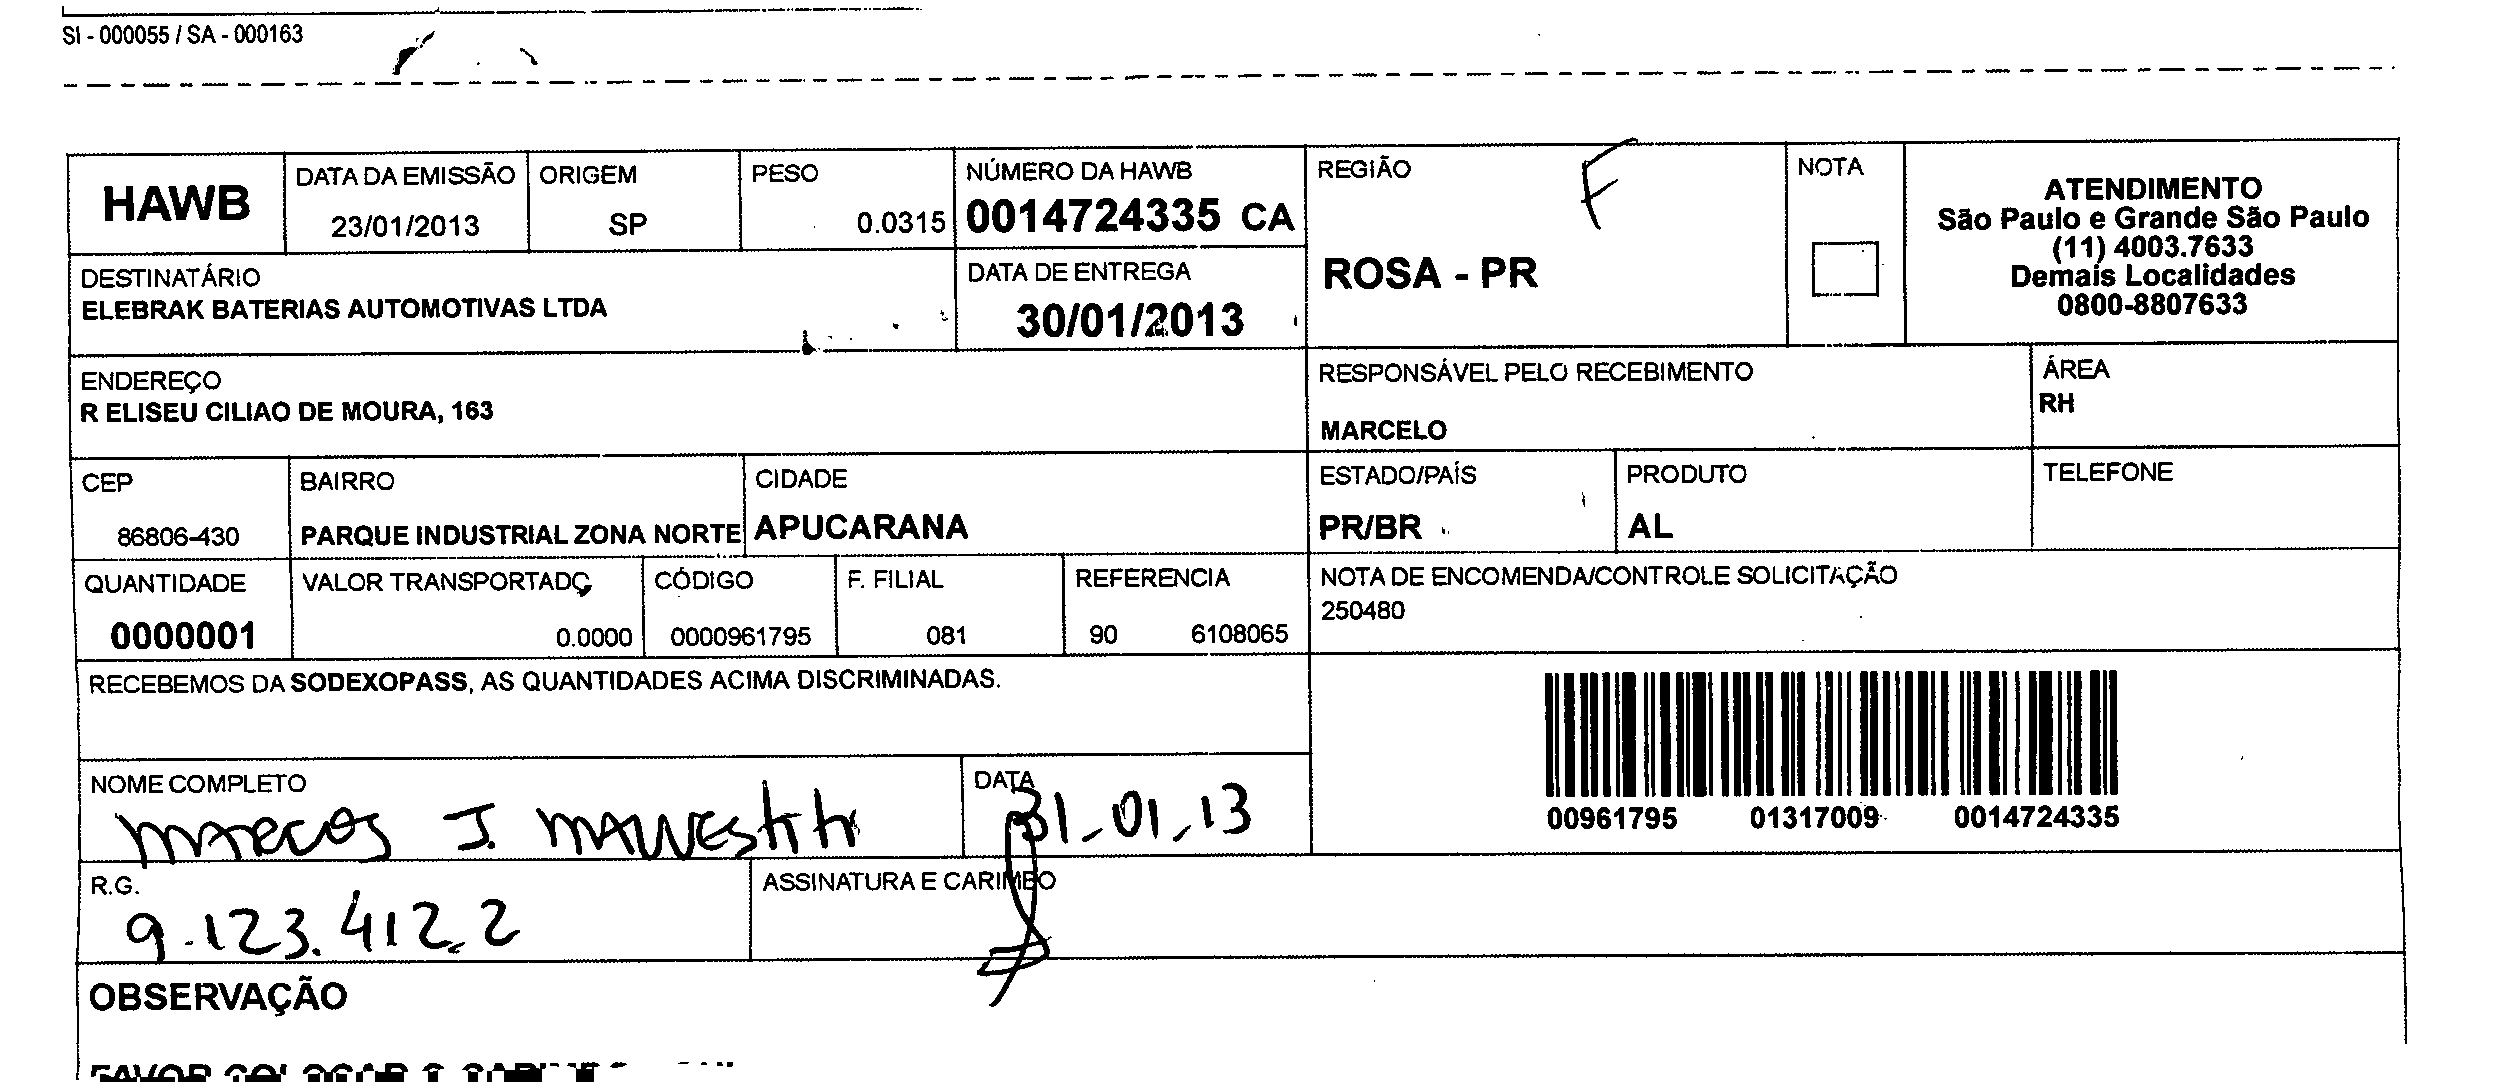 SI - 000055 / SA - 000163
HAWB
DATA DA EMISSÃO
23/01/2013
ORIGEM
SP
PESO
0.0315
NÚMERO DA HAWB
0014724335 CA
REGIÃO
F
ROSA - PR
NOTA
ATENDIMENTO
São Paulo e Grande São Paulo
(11) 4003.7633
Demais Localidades
0800-8807633
DESTINATÁRIO
ELEBRAK BATERIAS AUTOMOTIVAS LTDA
DATA DE ENTREGA
30/01/2013
ENDEREÇO
R ELISEU CILIAO DE MOURA, 163
RESPONSÁVEL PELO RECEBIMENTO
MARCELO
ÁREA
RH
CEP
86806-430
BAIRRO
PARQUE INDUSTRIAL ZONA NORTE
CIDADE
APUCARANA
ESTADO/PAÍS
PR/BR
PRODUTO
AL
TELEFONE
QUANTIDADE
0000001
VALOR TRANSPORTADO
0.0000
CÓDIGO
0000961795
F. FILIAL
081
REFERENCIA
90 6108065
NOTA DE ENCOMENDA/CONTROLE SOLICITAÇÃO
250480
RECEBEMOS DA SODEXOPASS, AS QUANTIDADES ACIMA DISCRIMINADAS.
00961795 01317009 0014724335
NOME COMPLETO
MARCOS J.
DATA
31-01-13
R.G.
9.123.412.2
ASSINATURA E CARIMBO
OBSERVAÇÃO